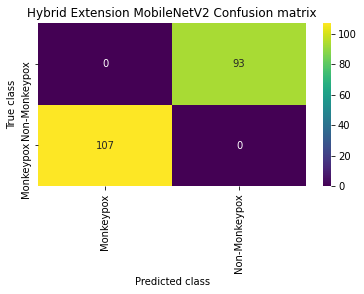 Hybrid Extension MobileNetV2 Confusion matrix
True class
Non-Monkeypox
Monkeypox
0
93
107
0
Monkeypox
Non-Monkeypox
Predicted class
100
80
60
40
20
0